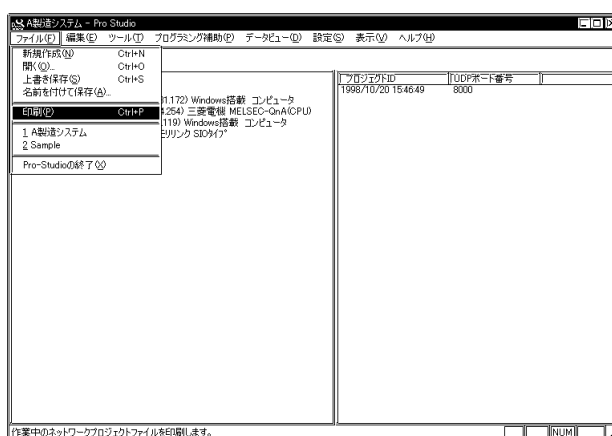 A製造システム - Pro Studio
ファイル(F) 編集(E) ツール(T) プログラミング補助(P) データビュー(D) 設定(S) 表示(V) ヘルプ(H)
新規作成(N) Ctrl+N
開く(O)... Ctrl+O
上書き保存(S) Ctrl+S
名前を付けて保存(A)...
印刷(P) Ctrl+P
1 A製造システム
2 Sample
Pro-Studioの終了(X)
.172) Windows搭載 コンピュータ
.254) 三菱電機 MELSEC-QnA(CPU)
.119) Windows搭載 コンピュータ
モリリンク SIOタイプ
プロジェクトID UDPポート番号
1998/10/20 15:46:49 8000
作業中のネットワークプロジェクトファイルを印刷します。
NUM